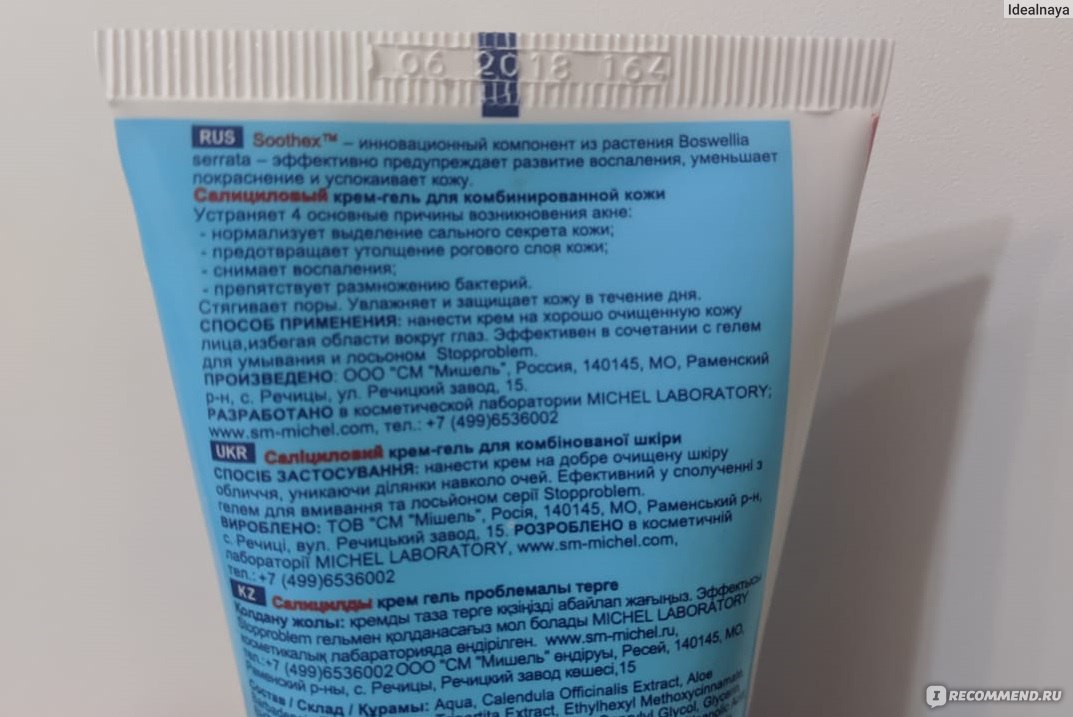 Idealnaya
06 2018 164
RUS Soothex™ – инновационный компонент из растения Boswellia
serrata – эффективно предупреждает развитие воспаления, уменьшает
покраснение и успокаивает кожу.
Салициловый крем-гель для комбинированной кожи
Устраняет 4 основные причины возникновения акне:
- нормализует выделение сального секрета кожи;
- предотвращает утолщение рогового слоя кожи;
- снимает воспаления;
- препятствует размножению бактерий.
Стягивает поры. Увлажняет и защищает кожу в течение дня.
СПОСОБ ПРИМЕНЕНИЯ: нанести крем на хорошо очищенную кожу
лица,избегая области вокруг глаз. Эффективен в сочетании с гелем
для умывания и лосьоном Stopproblem.
ПРОИЗВЕДЕНО: ООО "СМ "Мишель", Россия, 140145, МО, Раменский
р-н, с. Речицы, ул. Речицкий завод, 15.
РАЗРАБОТАНО в косметической лаборатории MICHEL LABORATORY;
www.sm-michel.com, тел.: +7 (499)6536002
UKR Саліциловий крем-гель для комбінованої шкіри
СПОСІБ ЗАСТОСУВАННЯ: нанести крем на добре очищену шкіру
обличчя, уникаючи ділянки навколо очей. Ефективний у сполученні з
гелем для вмивання та лосьйоном серії Stopproblem.
ВИРОБЛЕНО: ТОВ "СМ "Мішель", Росія, 140145, МО, Раменський р-н,
с. Речиці, вул. Речицький завод, 15. РОЗРОБЛЕНО в косметичній
лабораторії MICHEL LABORATORY, www.sm-michel.com,
тел.:+7 (499)6536002
KZ Салицилды крем гель проблемалы терге
Қолдану жолы: кремды таза терге кқзіңізді абайлап жағыңыз. Эффектысы
Stopproblem гельмен қолданасағыз мол болады MICHEL LABORATORY
косметикалық лабараторияда өндірілген. www.sm-michel.ru,
тел.:+7 (499)6536002 ООО "СМ "Мишель" өндіруы, Ресей, 140145, МО,
Раменский р-ны, с. Речицы, Речицкий завод көшесі,15
Состав / Склад / Құрамы: Aqua, Calendula Officinalis Extract, Aloe
Extract, Ethylhexyl Methoxycinnamate
Glycol, Glycerin
IRECOMMEND.RU